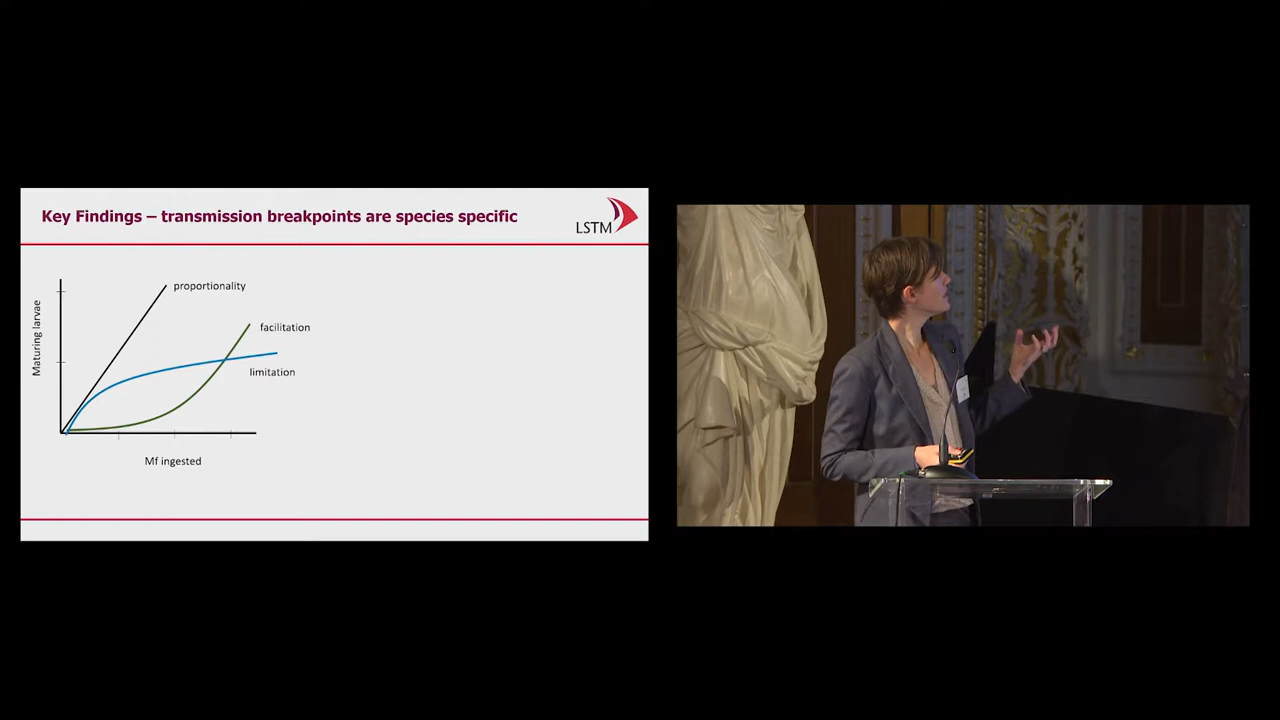 Key Findings – transmission breakpoints are species specific
LSTM
proportionality
facilitation
limitation
Maturing larvae
Mf ingested